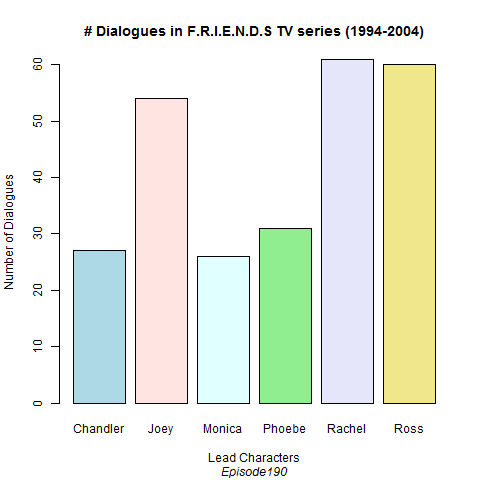 # Dialogues in F.R.I.E.N.D.S TV series (1994-2004)
Number of Dialogues
60
50
40
30
20
10
0
Chandler Joey Monica Phoebe Rachel Ross
Lead Characters
Episode190